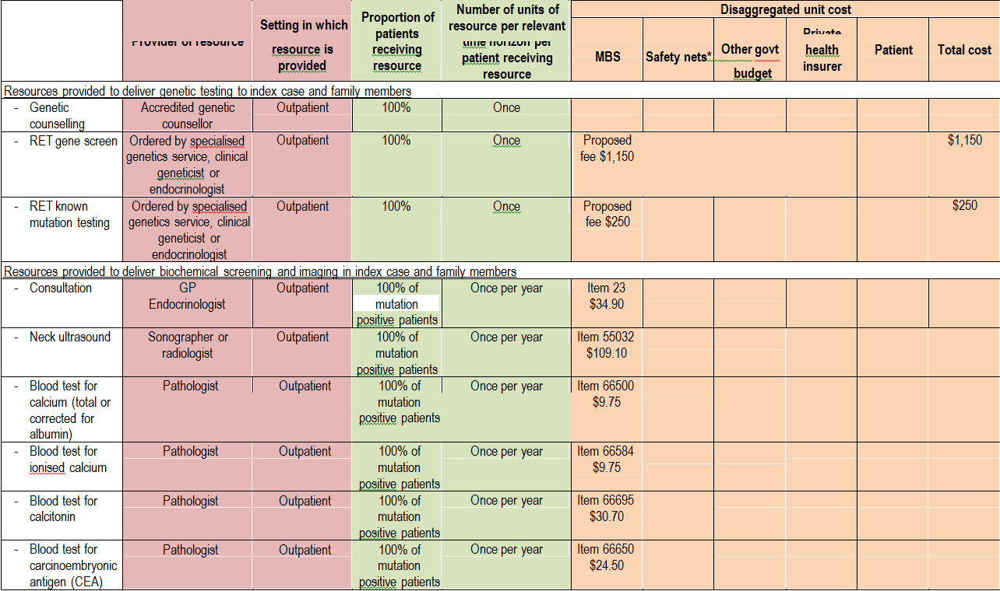 Provider of resource
Setting in which
resource is
provided
Proportion of
patients
receiving
resource
Number of units of
resource per relevant
time horizon per
patient receiving
resource
Disaggregated unit cost
MBS
Safety nets*
Other govt
budget
Private
health
insurer
Patient
Total cost
Resources provided to deliver genetic testing to index case and family members
- Genetic
counselling
Accredited genetic
counsellor
Outpatient
100%
Once
- RET gene screen
Ordered by specialised
genetics service, clinical
geneticist or
endocrinologist
Outpatient
100%
Once
Proposed
fee $1,150
$1,150
- RET known
mutation testing
Ordered by specialised
genetics service, clinical
geneticist or
endocrinologist
Outpatient
100%
Once
Proposed
fee $250
$250
Resources provided to deliver biochemical screening and imaging in index case and family members
- Consultation
GP
Endocrinologist
Outpatient
100% of
mutation
positive patients
Once per year
Item 23
$34.90
- Neck ultrasound
Sonographer or
radiologist
Outpatient
100% of
mutation
positive patients
Once per year
Item 55032
$109.10
- Blood test for
calcium (total or
corrected for
albumin)
Pathologist
Outpatient
100% of
mutation
positive patients
Once per year
Item 66500
$9.75
- Blood test for
ionised calcium
Pathologist
Outpatient
100% of
mutation
positive patients
Once per year
Item 66584
$9.75
- Blood test for
calcitonin
Pathologist
Outpatient
100% of
mutation
positive patients
Once per year
Item 66695
$30.70
- Blood test for
carcinoembryonic
antigen (CEA)
Pathologist
Outpatient
100% of
mutation
positive patients
Once per year
Item 66650
$24.50